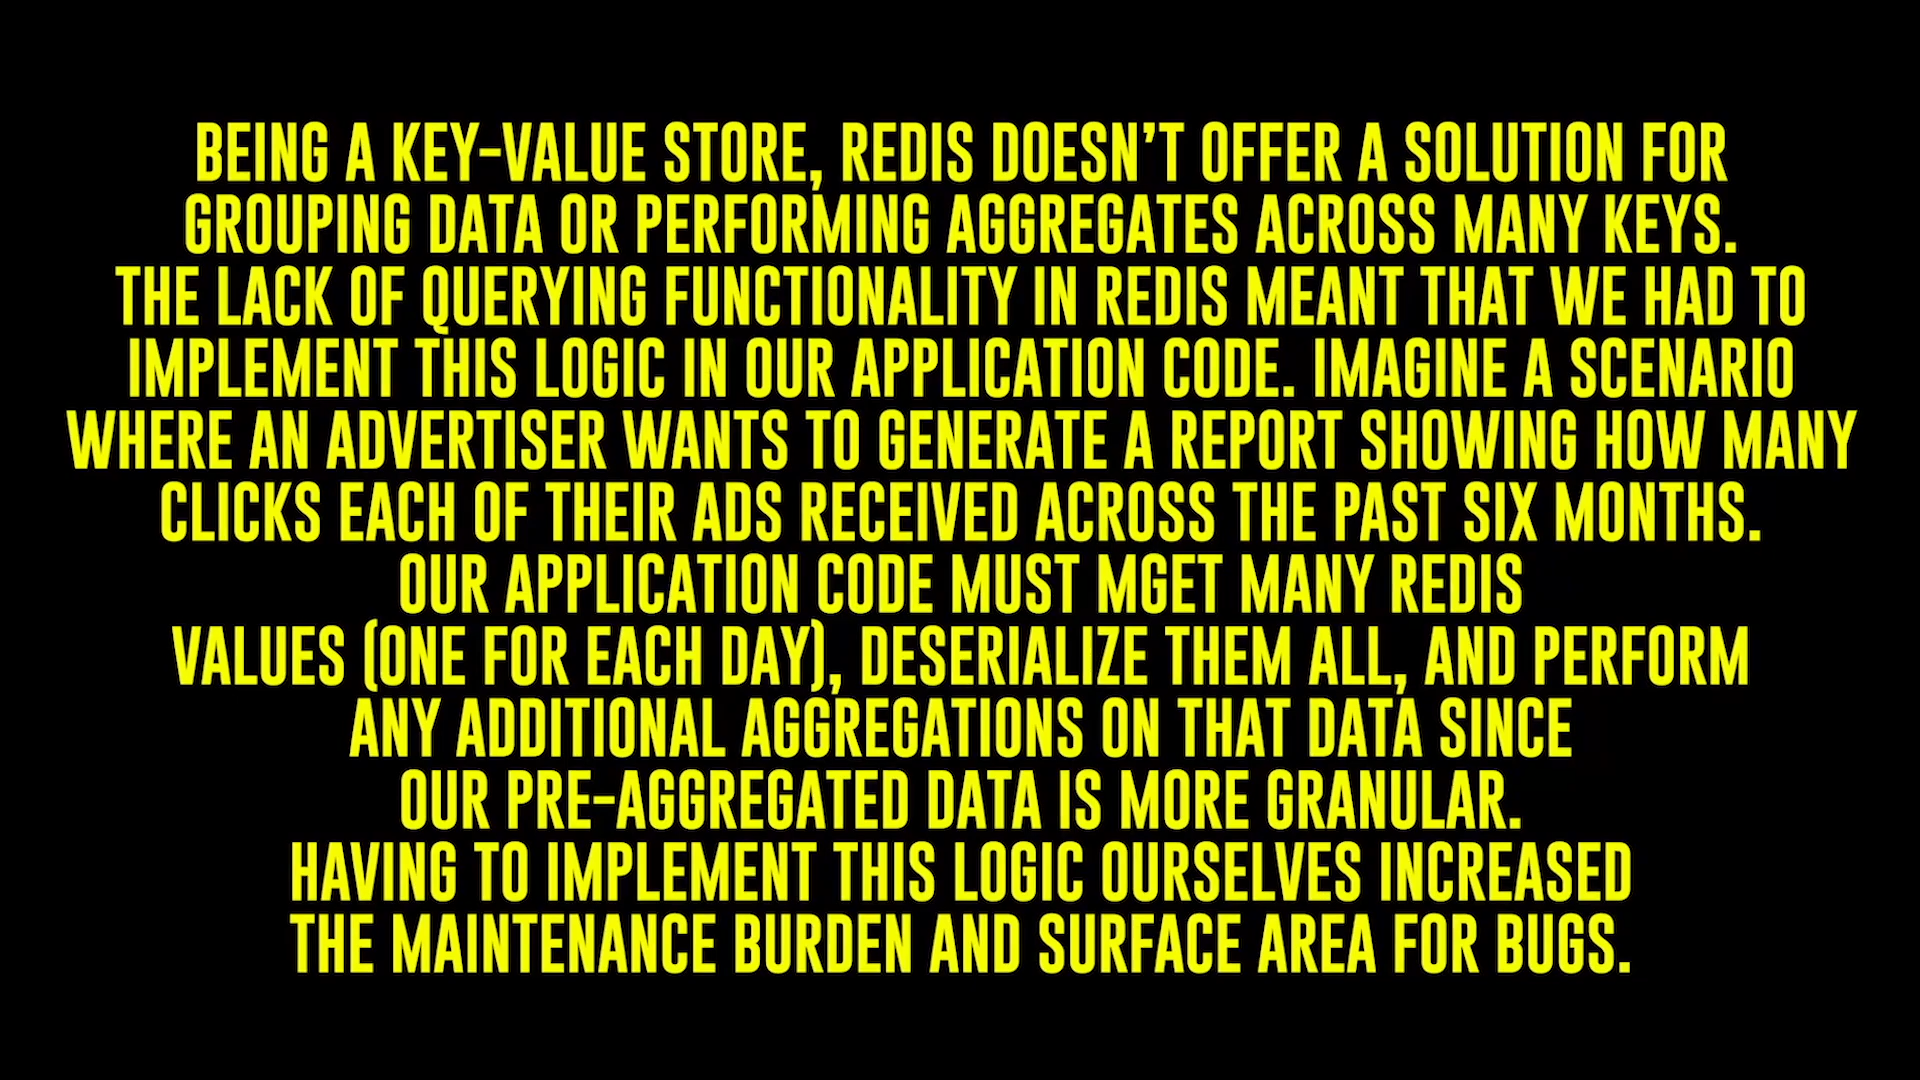 BEING A KEY-VALUE STORE, REDIS DOESN'T OFFER A SOLUTION FOR
GROUPING DATA OR PERFORMING AGGREGATES ACROSS MANY KEYS.
THE LACK OF QUERYING FUNCTIONALITY IN REDIS MEANT THAT WE HAD TO
IMPLEMENT THIS LOGIC IN OUR APPLICATION CODE. IMAGINE A SCENARIO
WHERE AN ADVERTISER WANTS TO GENERATE A REPORT SHOWING HOW MANY
CLICKS EACH OF THEIR ADS RECEIVED ACROSS THE PAST SIX MONTHS.
OUR APPLICATION CODE MUST MGET MANY REDIS
VALUES (ONE FOR EACH DAY), DESERIALIZE THEM ALL, AND PERFORM
ANY ADDITIONAL AGGREGATIONS ON THAT DATA SINCE
OUR PRE-AGGREGATED DATA IS MORE GRANULAR.
HAVING TO IMPLEMENT THIS LOGIC OURSELVES INCREASED
THE MAINTENANCE BURDEN AND SURFACE AREA FOR BUGS.